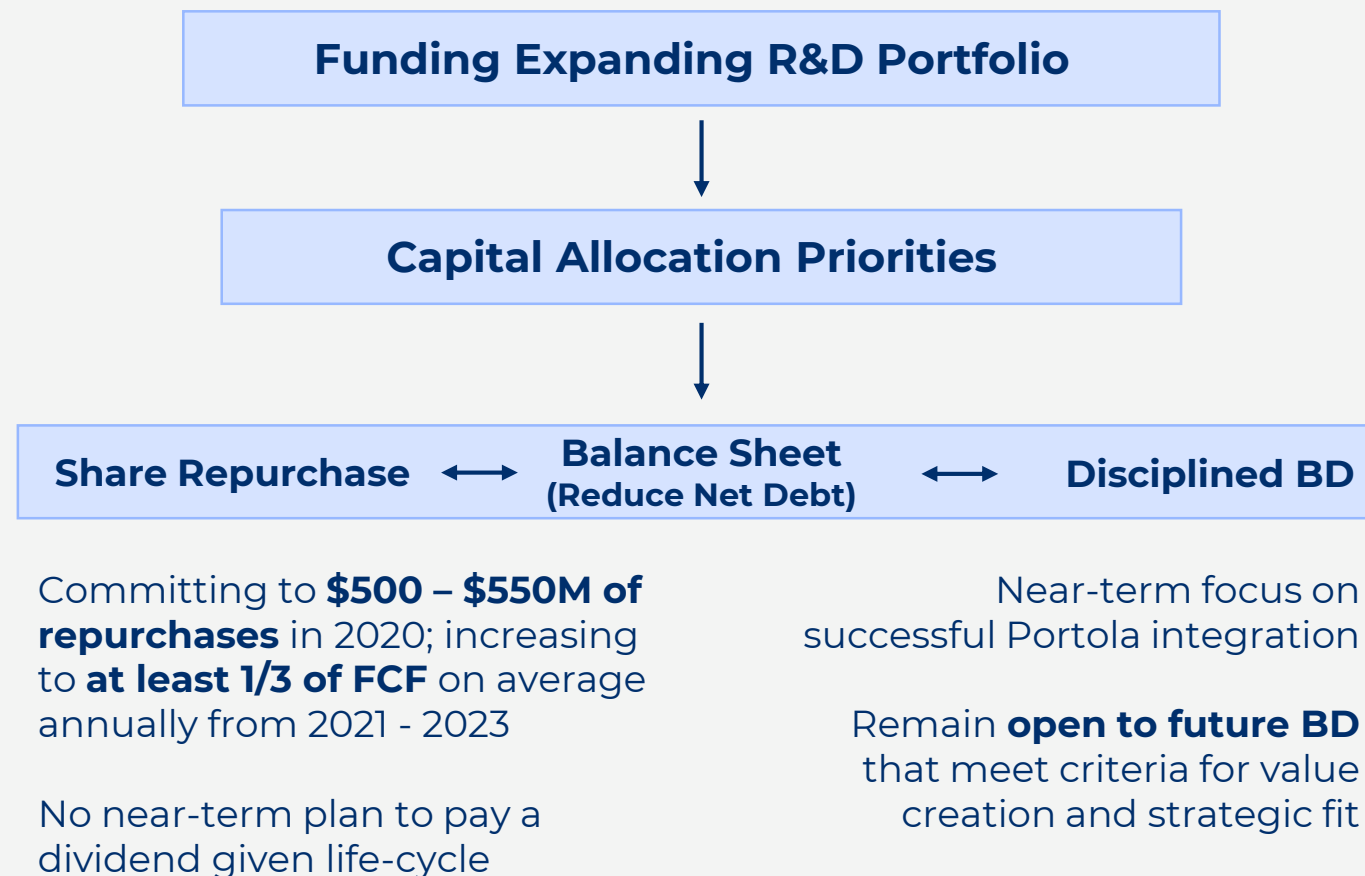 Funding Expanding R&D Portfolio
Capital Allocation Priorities
Share Repurchase
Balance Sheet
(Reduce Net Debt)
Disciplined BD
Committing to $500 – $550M of
repurchases in 2020; increasing
to at least 1/3 of FCF on average
annually from 2021 - 2023
No near-term plan to pay a
dividend given life-cycle
Near-term focus on
successful Portola integration
Remain open to future BD
that meet criteria for value
creation and strategic fit